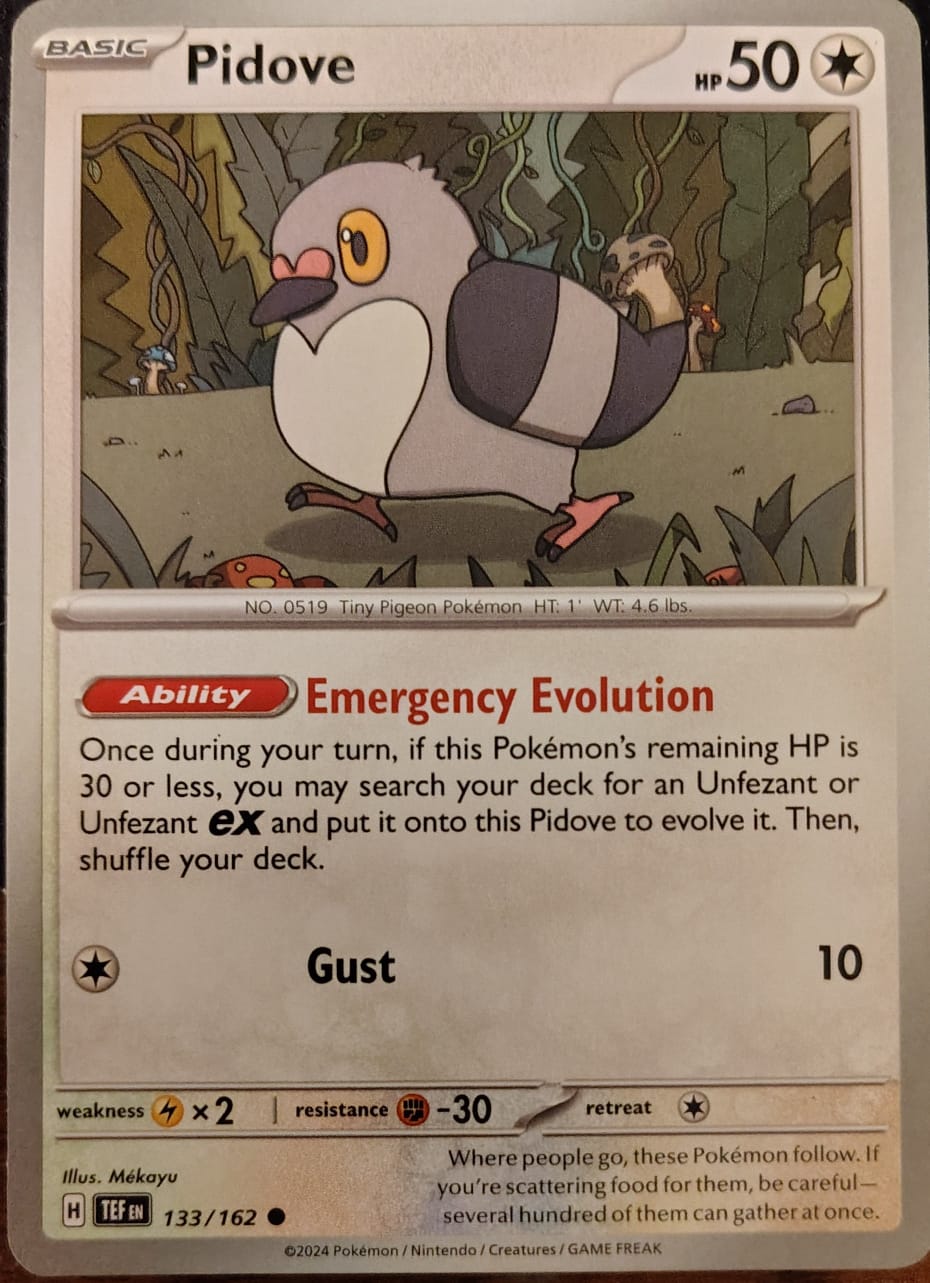 BASIC Pidove HP 50
NO. 0519 Tiny Pigeon Pokémon HT: 1' WT: 4.6 lbs.
Ability Emergency Evolution
Once during your turn, if this Pokémon's remaining HP is
30 or less, you may search your deck for an Unfezant or
Unfezant ex and put it onto this Pidove to evolve it. Then,
shuffle your deck.
Gust 10
weakness ×2 resistance -30 retreat
Illus. Mékayu
Where people go, these Pokémon follow. If
you're scattering food for them, be careful—
several hundred of them can gather at once.
H TEF EN 133/162
©2024 Pokémon / Nintendo / Creatures / GAME FREAK